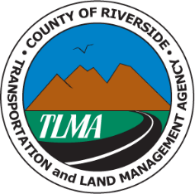 • COUNTY OF RIVERSIDE •
TRANSPORTATION and LAND MANAGEMENT AGENCY
TLMA